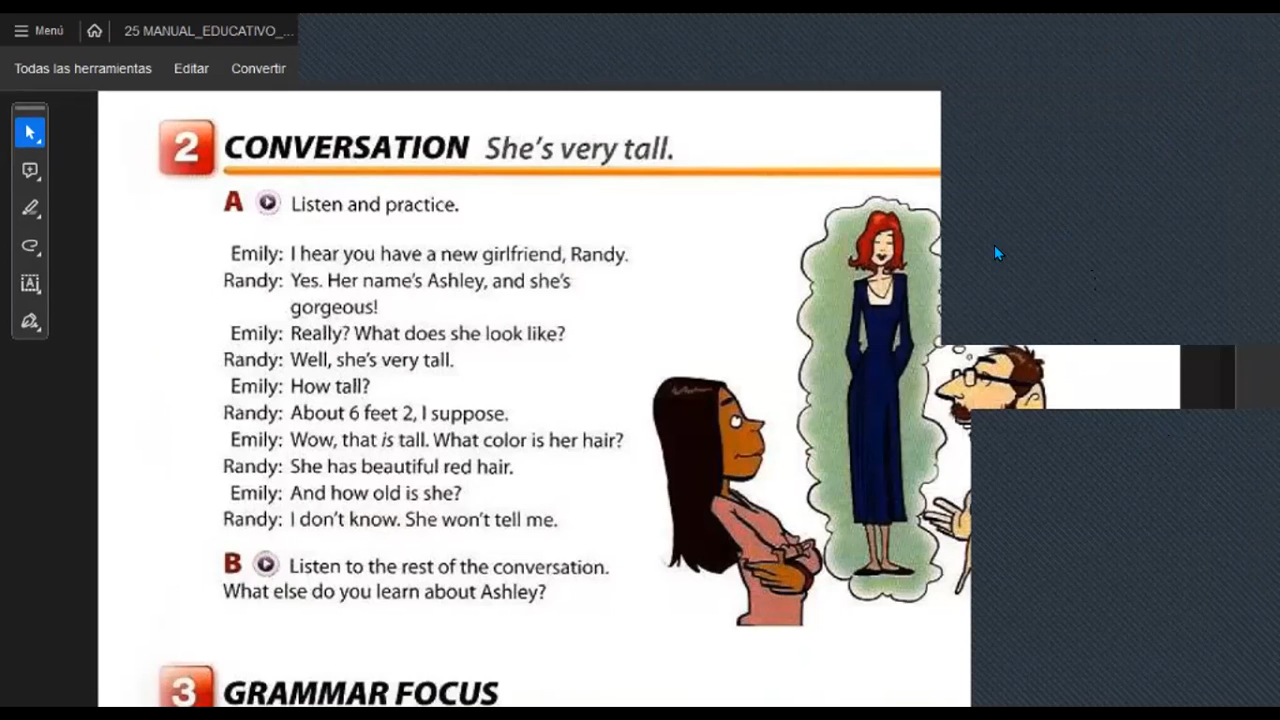 Menú
25 MANUAL_EDUCATIVO_...
Todas las herramientas Editar Convertir
2 CONVERSATION She's very tall.
A Listen and practice.
Emily: I hear you have a new girlfriend, Randy.
Randy: Yes. Her name's Ashley, and she's
gorgeous!
Emily: Really? What does she look like?
Randy: Well, she's very tall.
Emily: How tall?
Randy: About 6 feet 2, I suppose.
Emily: Wow, that is tall. What color is her hair?
Randy: She has beautiful red hair.
Emily: And how old is she?
Randy: I don't know. She won't tell me.
B Listen to the rest of the conversation.
What else do you learn about Ashley?
3 GRAMMAR FOCUS